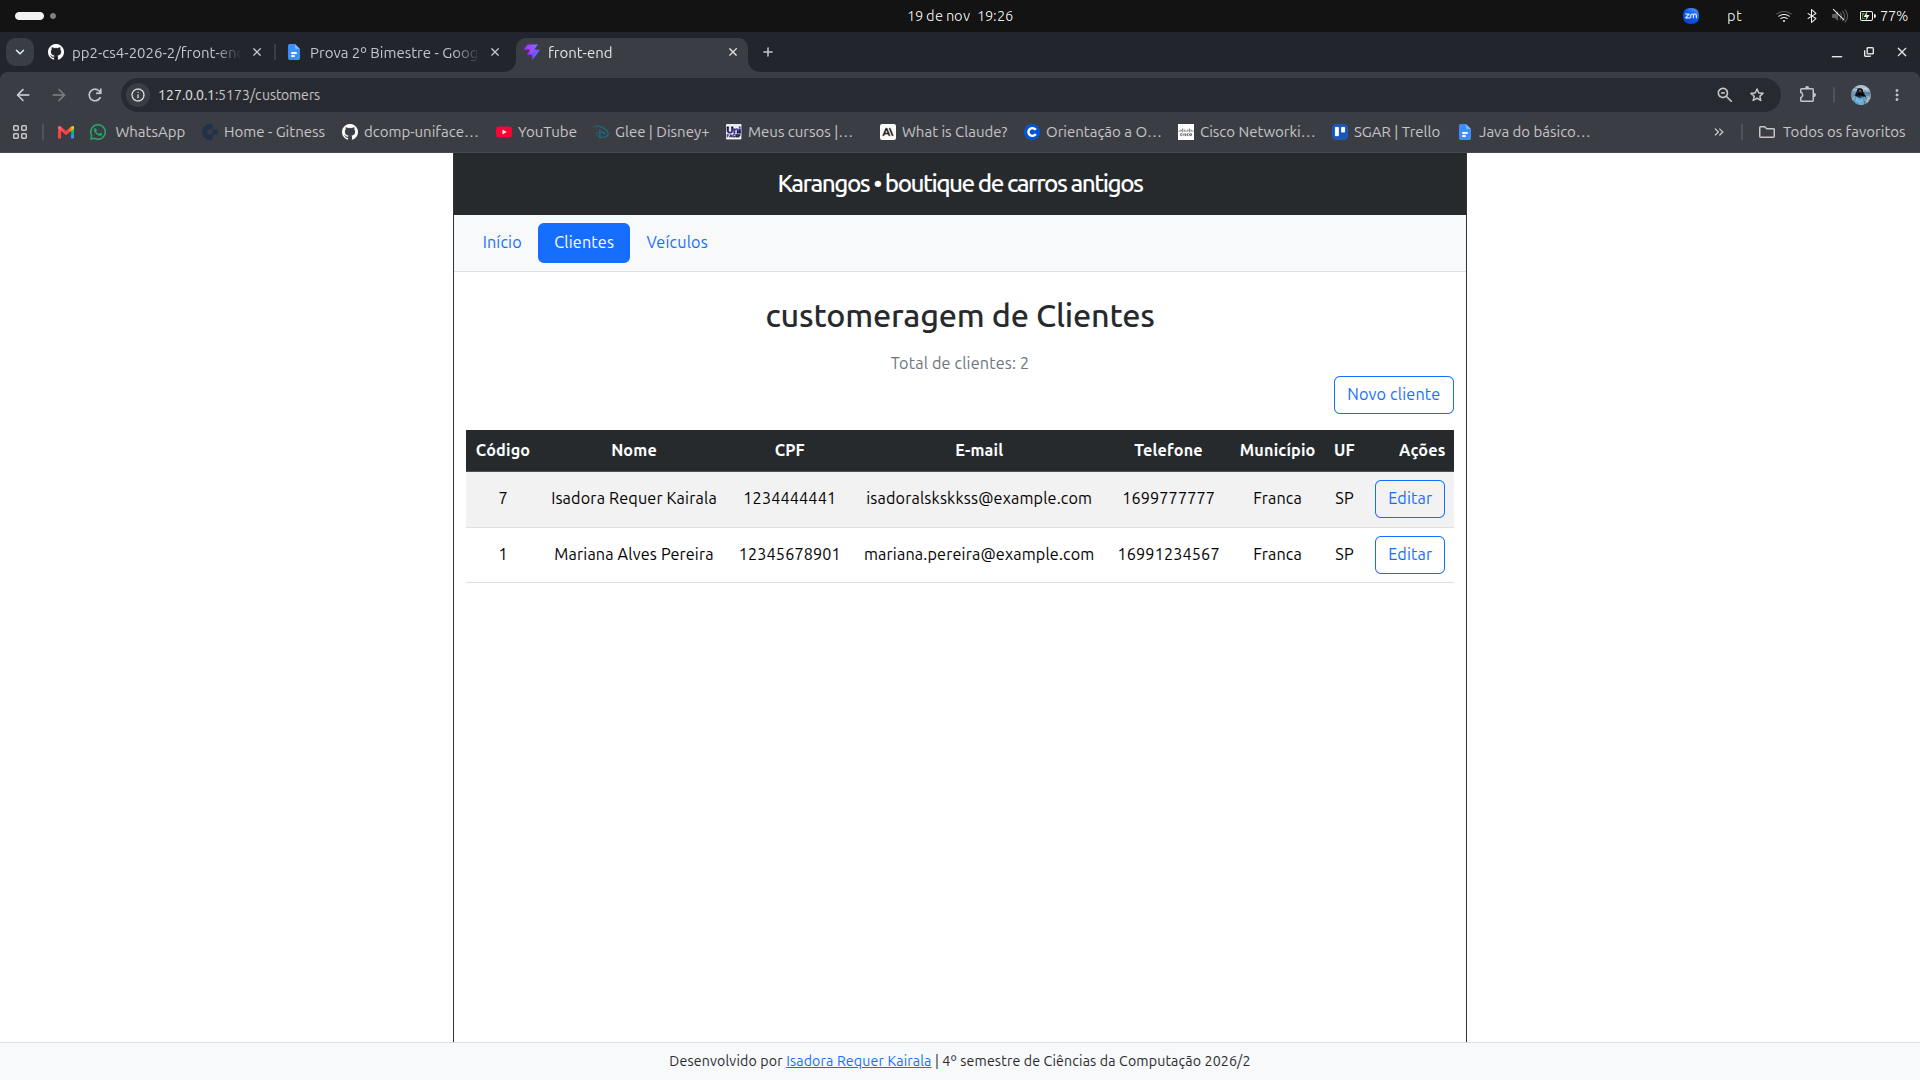 19 de nov 19:26
zm pt 77%
pp2-cs4-2026-2/front-en
Prova 2º Bimestre - Goog
front-end
127.0.0.1:5173/customers
WhatsApp
Home - Gitness
dcomp-uniface...
YouTube
Glee | Disney+
Meus cursos |...
What is Claude?
Orientação a O...
Cisco Networki...
SGAR | Trello
Java do básico...
Todos os favoritos
Karangos • boutique de carros antigos
Início Clientes Veículos
customeragem de Clientes
Total de clientes: 2
Novo cliente
Código Nome CPF E-mail Telefone Município UF Ações
7 Isadora Requer Kairala 1234444441 isadoralskskkss@example.com 1699777777 Franca SP Editar
1 Mariana Alves Pereira 12345678901 mariana.pereira@example.com 16991234567 Franca SP Editar
Desenvolvido por Isadora Requer Kairala | 4º semestre de Ciências da Computação 2026/2